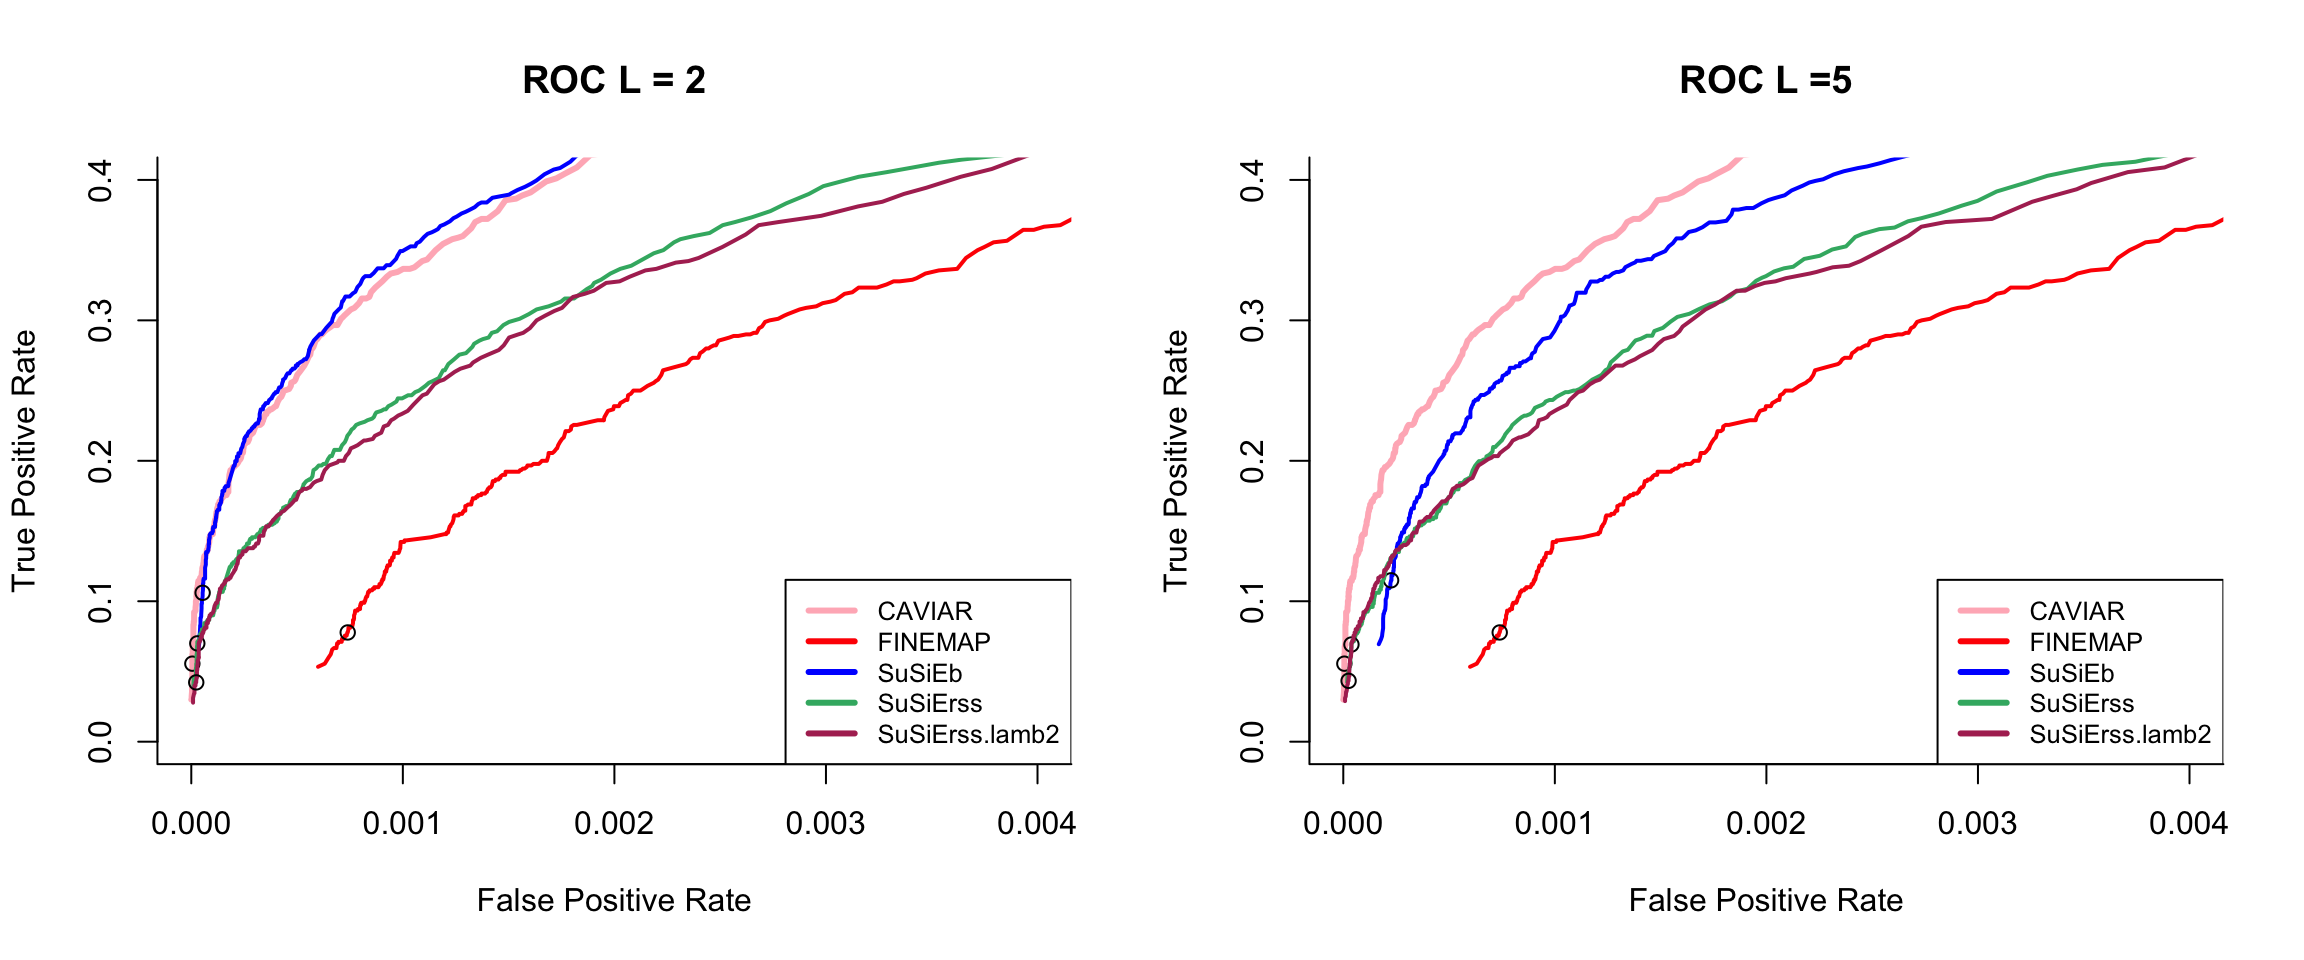 ROC L = 2
True Positive Rate
0.4
0.3
0.2
0.1
0.0
CAVIAR
FINEMAP
SuSiEb
SuSiErss
SuSiErss.lamb2
0.000 0.001 0.002 0.003 0.004
False Positive Rate
ROC L =5
True Positive Rate
0.4
0.3
0.2
0.1
0.0
CAVIAR
FINEMAP
SuSiEb
SuSiErss
SuSiErss.lamb2
0.000 0.001 0.002 0.003 0.004
False Positive Rate